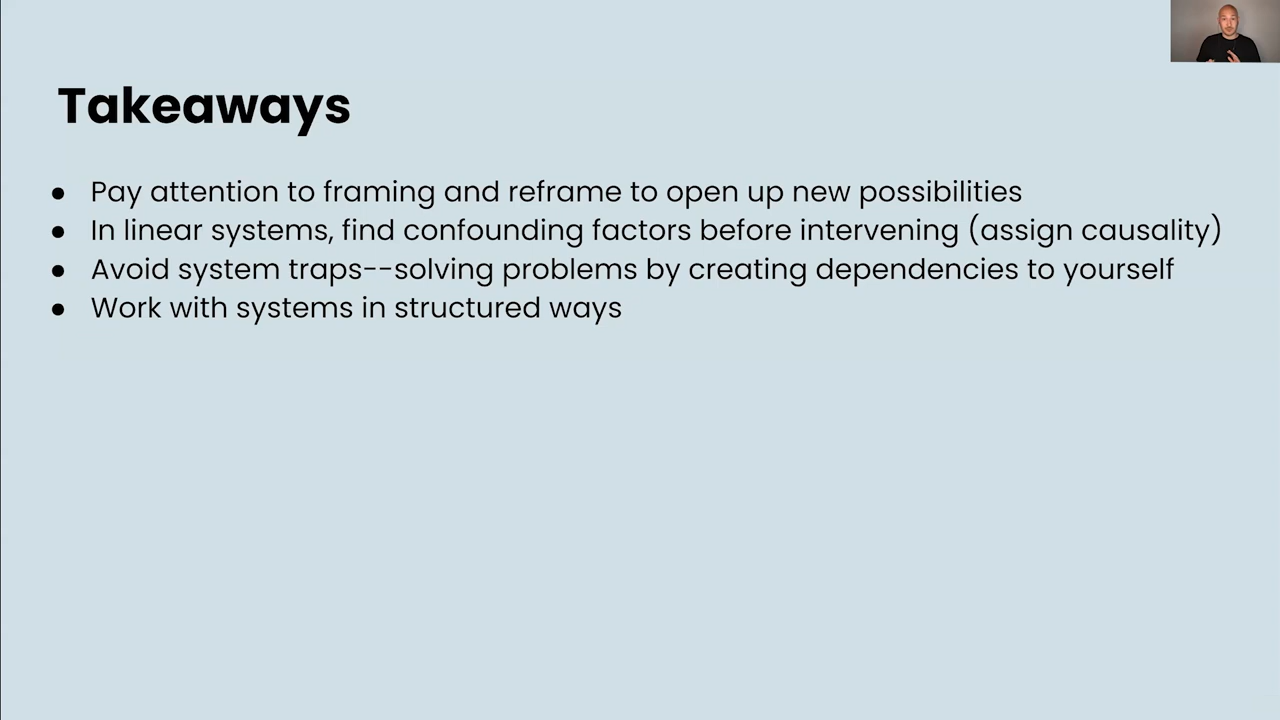 Takeaways
● Pay attention to framing and reframe to open up new possibilities
● In linear systems, find confounding factors before intervening (assign causality)
● Avoid system traps--solving problems by creating dependencies to yourself
● Work with systems in structured ways